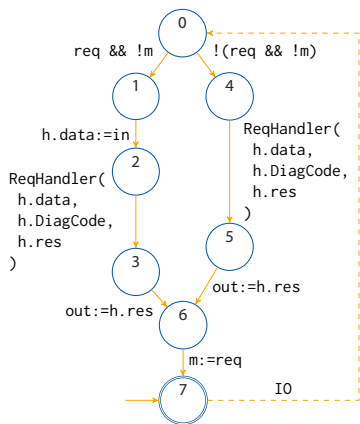 0
req && !m
!(req && !m)
1
4
h.data:=in
ReqHandler(
h.data,
h.DiagCode,
h.res
)
2
ReqHandler(
h.data,
h.DiagCode,
h.res
)
5
3
out:=h.res
out:=h.res
6
m:=req
7
IO